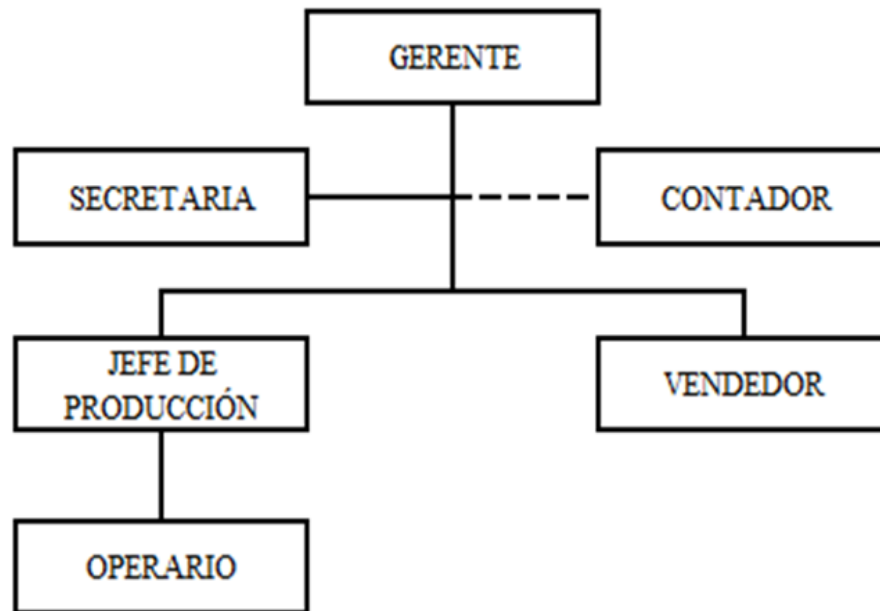 GERENTE
SECRETARIA
CONTADOR
JEFE DE
PRODUCCIÓN
VENDEDOR
OPERARIO